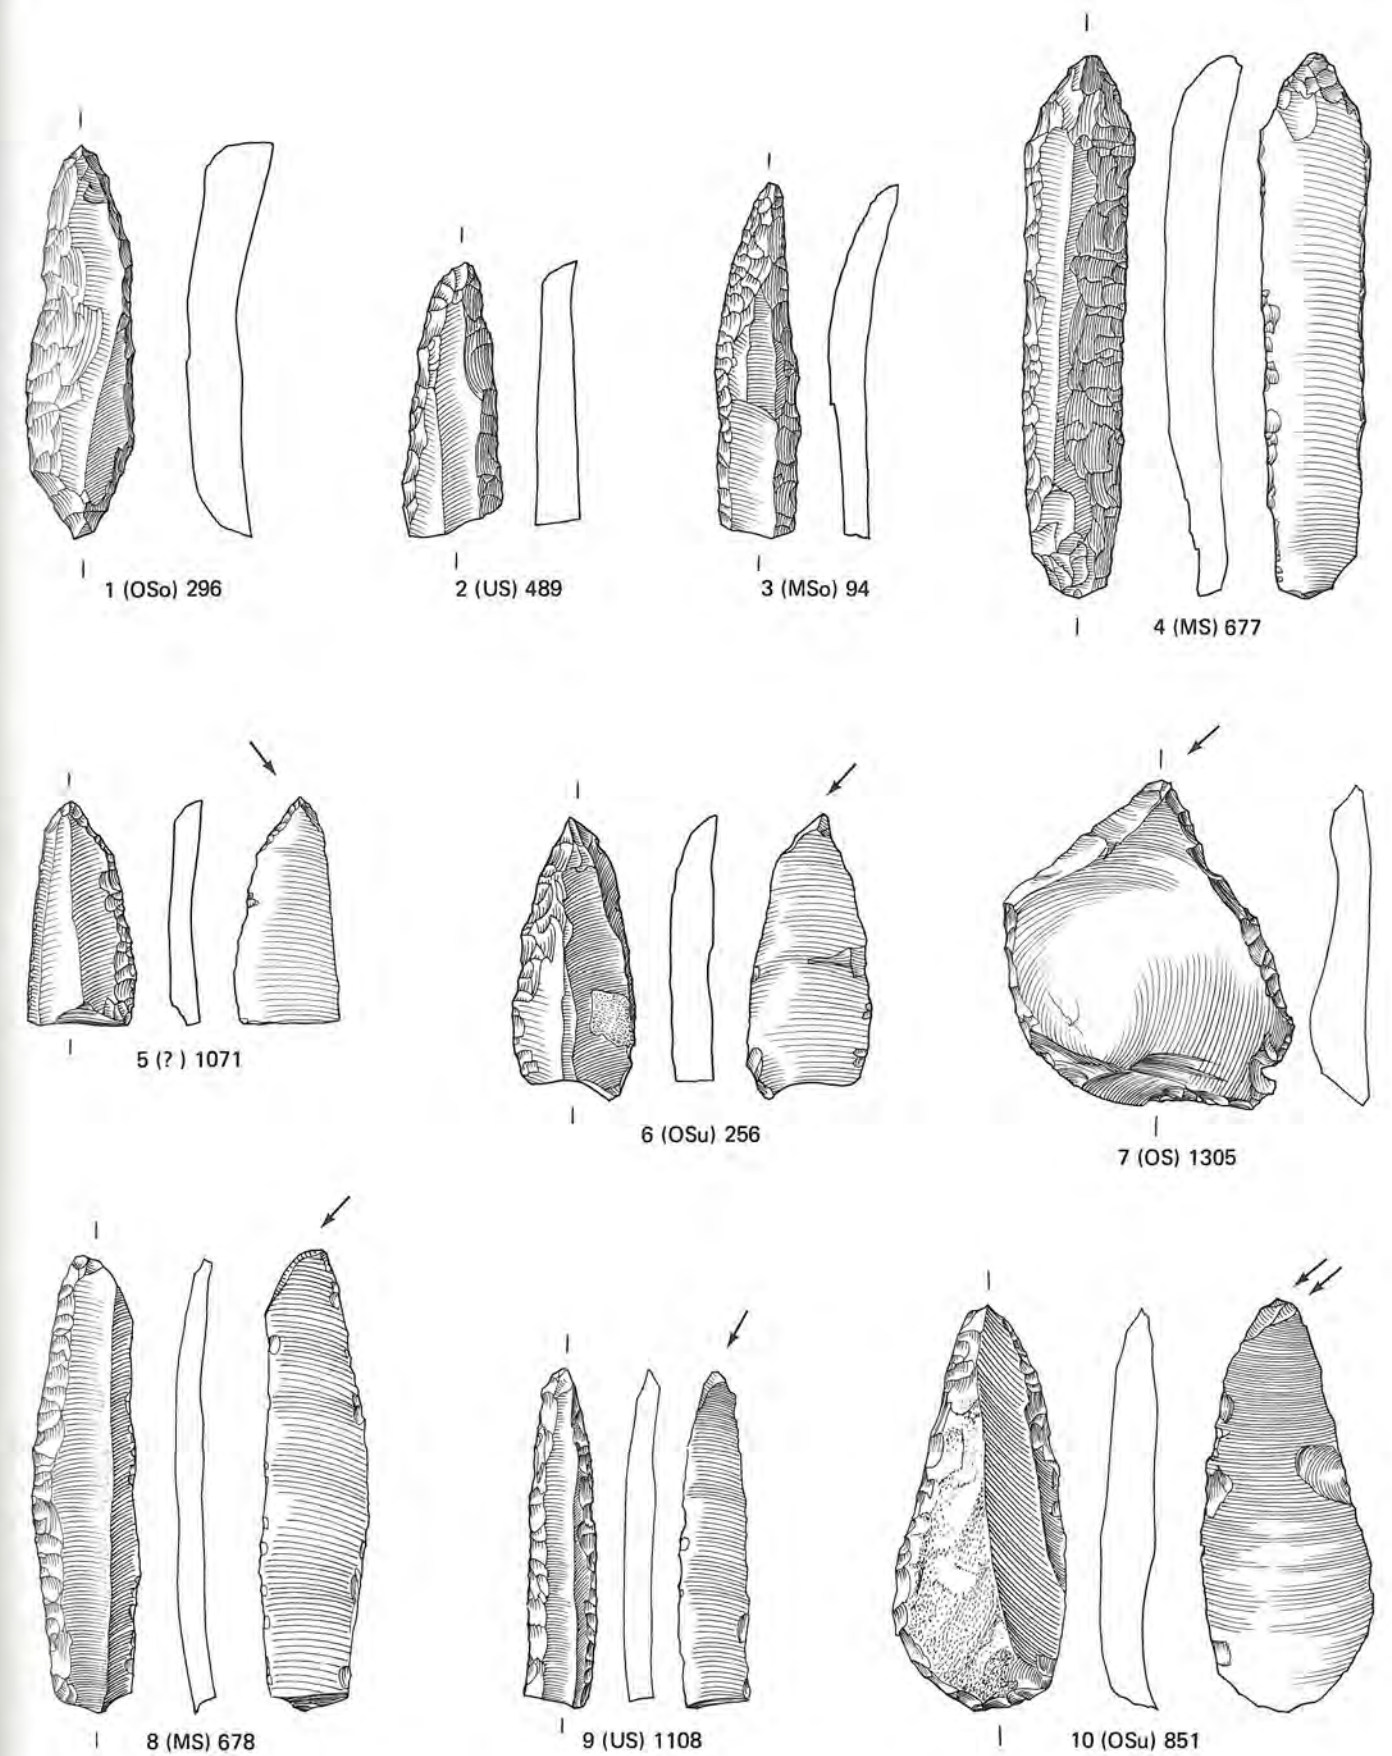 1 (OSo) 296
2 (US) 489
3 (MSo) 94
4 (MS) 677
5 (?) 1071
6 (OSu) 256
7 (OS) 1305
8 (MS) 678
9 (US) 1108
10 (OSu) 851